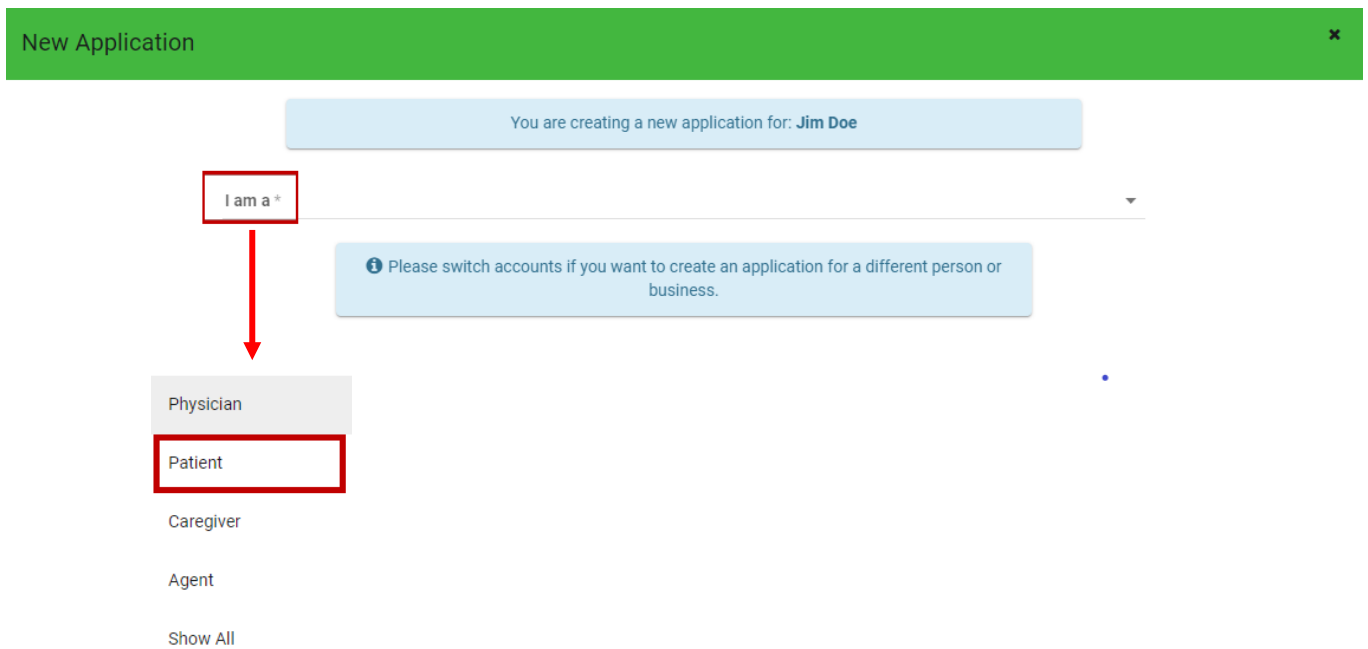 New Application
You are creating a new application for: Jim Doe
I am a *
Please switch accounts if you want to create an application for a different person or
business.
Physician
Patient
Caregiver
Agent
Show All